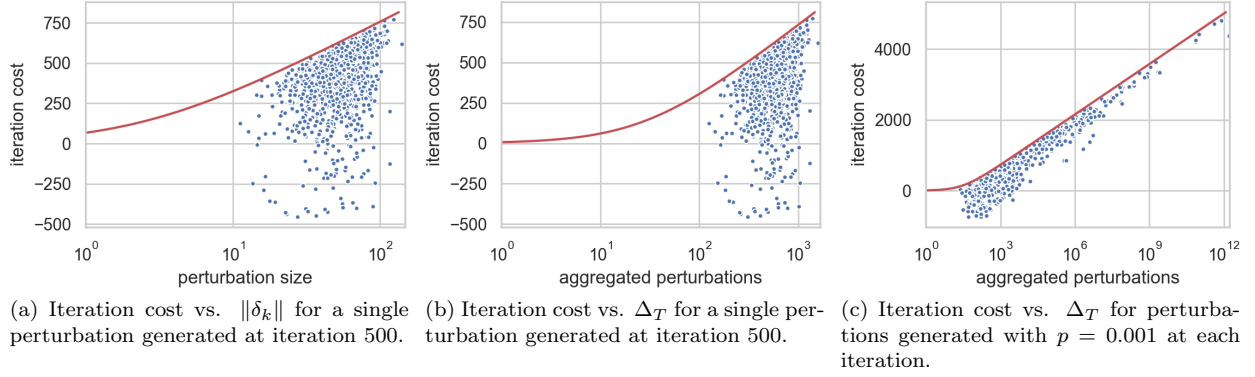 750
500
250
0
−250
−500
iteration cost
10^0
10^1
10^2
perturbation size
750
500
250
0
−250
−500
iteration cost
10^0
10^1
10^2
10^3
aggregated perturbations
4000
2000
0
iteration cost
10^0
10^3
10^6
10^9
10^12
aggregated perturbations
(a) Iteration cost vs. ‖δ_k‖ for a single
perturbation generated at iteration 500.
(b) Iteration cost vs. Δ_T for a single per-
turbation generated at iteration 500.
(c) Iteration cost vs. Δ_T for perturba-
tions generated with p = 0.001 at each
iteration.